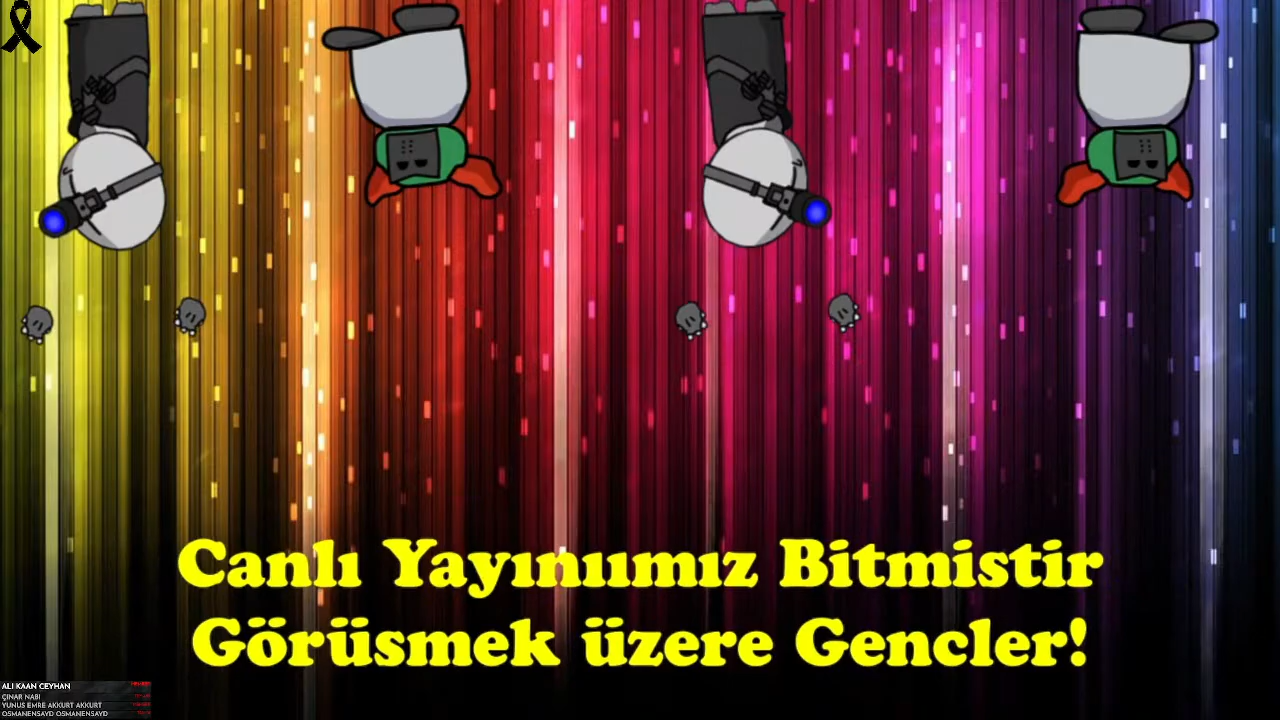 Canlı Yayınıımız Bitmistir
Görüsmek üzere Gencler!
ALI KAAN CEYHAN
ÇINAR NABI
YUNUS EMRE AKKURT AKKURT
OSMANENSAYD OSMANENSAYD